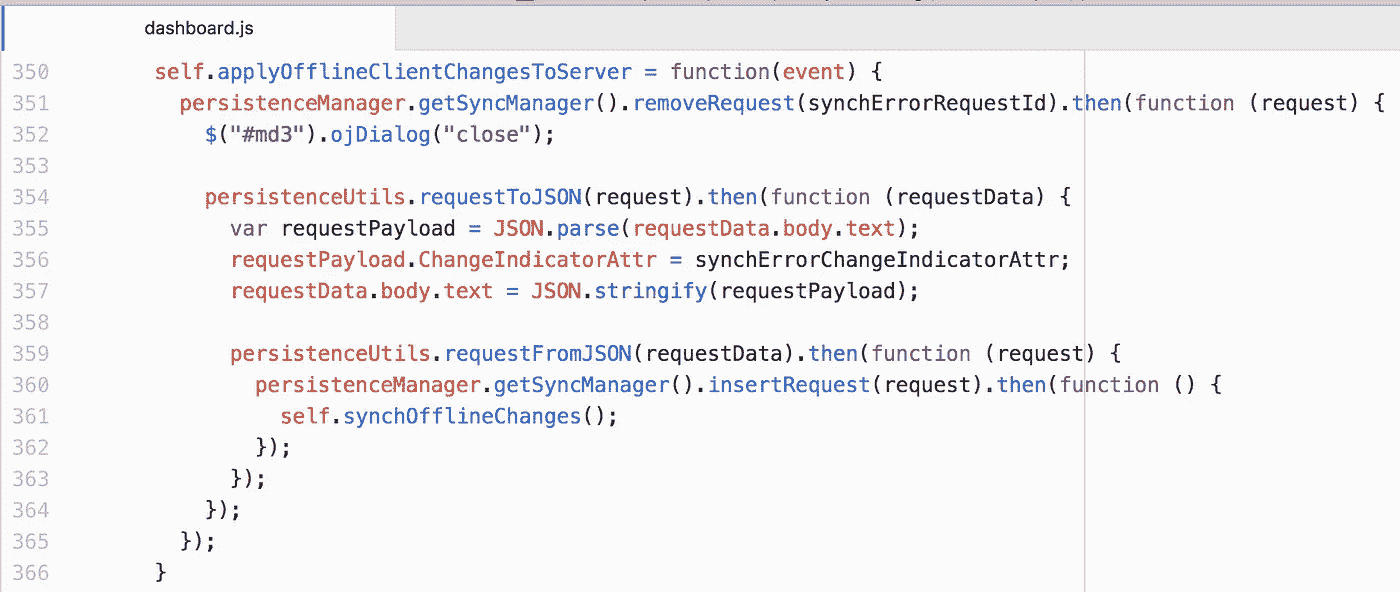 dashboard.js
350 self.applyOfflineClientChangesToServer = function(event) {
351 persistenceManager.getSyncManager().removeRequest(synchErrorRequestId).then(function (request) {
352 $("#md3").ojDialog("close");
353
354 persistenceUtils.requestToJSON(request).then(function (requestData) {
355 var requestPayload = JSON.parse(requestData.body.text);
356 requestPayload.ChangeIndicatorAttr = synchErrorChangeIndicatorAttr;
357 requestData.body.text = JSON.stringify(requestPayload);
358
359 persistenceUtils.requestFromJSON(requestData).then(function (request) {
360 persistenceManager.getSyncManager().insertRequest(request).then(function () {
361 self.synchOfflineChanges();
362 });
363 });
364 });
365 });
366 }